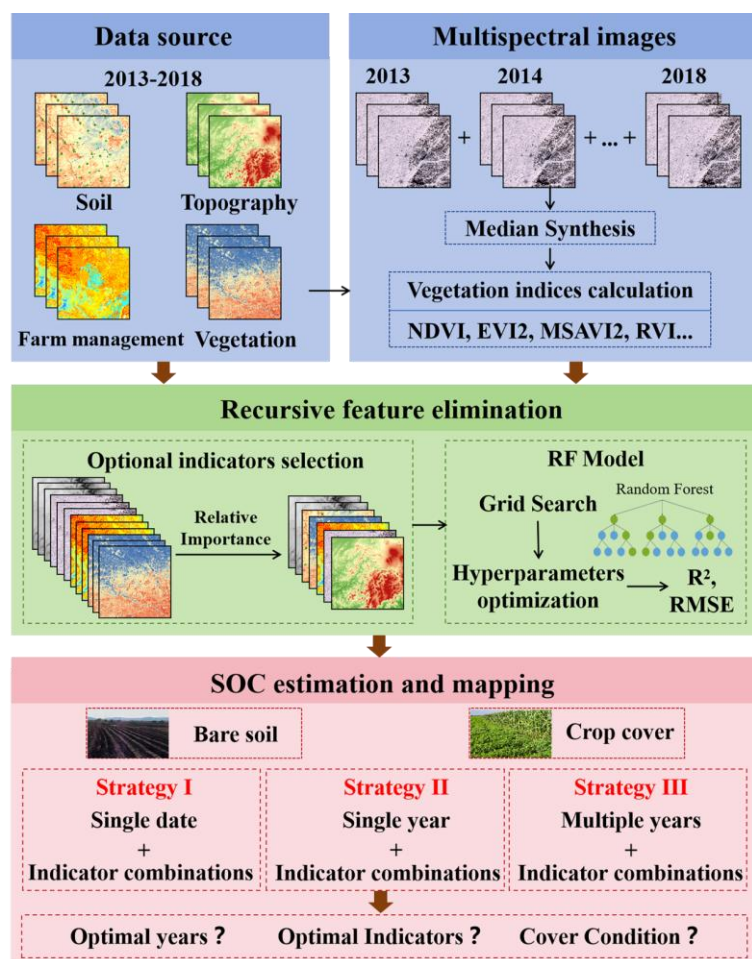 Data source
2013-2018
Soil
Topography
Farm management
Vegetation
Multispectral images
2013
2014
2018
+
+ ... +
Median Synthesis
Vegetation indices calculation
NDVI, EVI2, MSAVI2, RVI...
Recursive feature elimination
Optional indicators selection
Relative
Importance
RF Model
Grid Search
Random Forest
Hyperparameters
optimization
R²,
RMSE
SOC estimation and mapping
Bare soil
Crop cover
Strategy I
Single date
+
Indicator combinations
Strategy II
Single year
+
Indicator combinations
Strategy III
Multiple years
+
Indicator combinations
Optimal years ?
Optimal Indicators ?
Cover Condition ?